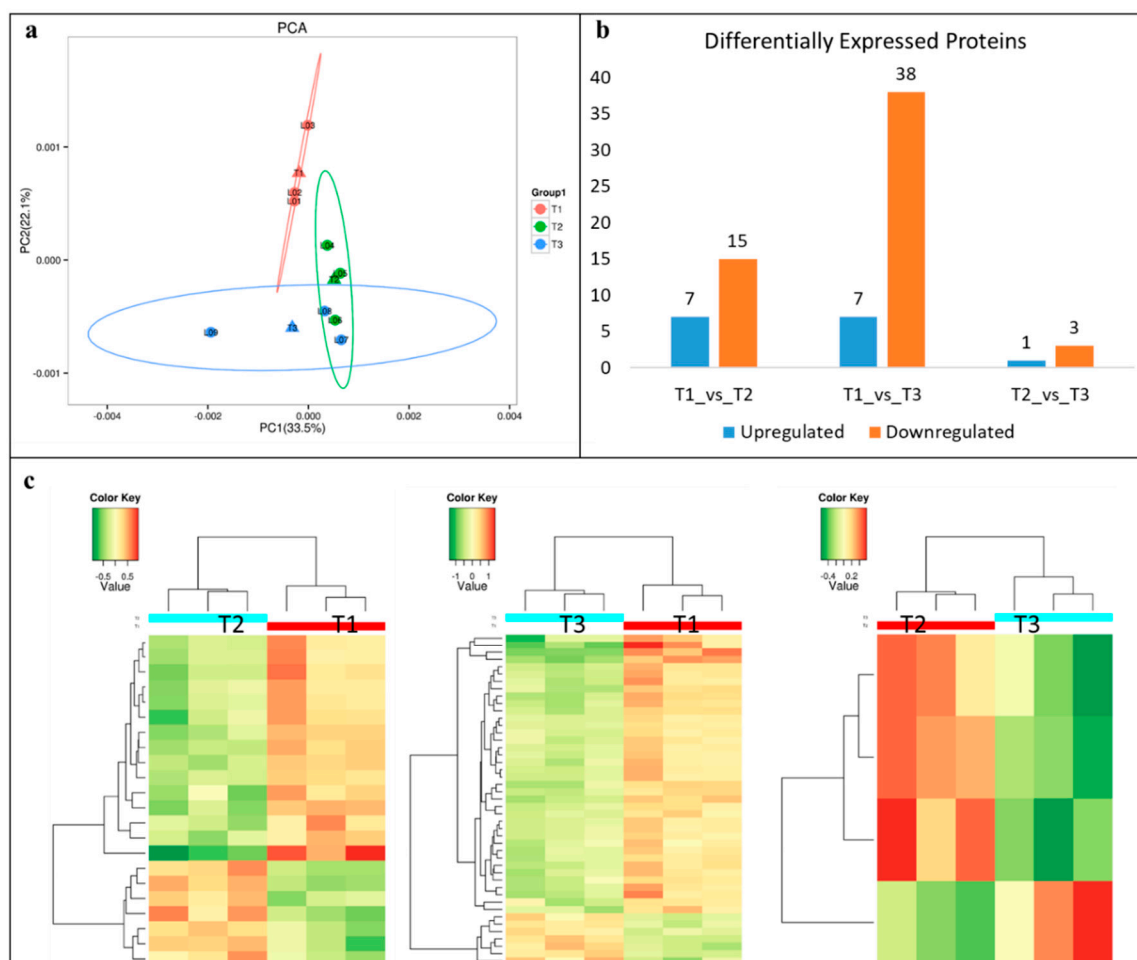 a
PCA
PC2(22.1%)
0.001
0.000
-0.001
L03
T1
L02
L01
L04
L05
T2
L08
L06
L09
T3
L07
-0.004
-0.002
0.000
0.002
0.004
PC1(33.5%)
Group1
T1
T2
T3
b
Differentially Expressed Proteins
40
35
30
25
20
15
10
5
0
7
15
7
38
1
3
T1_vs_T2
T1_vs_T3
T2_vs_T3
Upregulated
Downregulated
c
Color Key
-0.5 0.5
Value
T2
T1
Color Key
-1 0 1
Value
T3
T1
Color Key
-0.4 0.2
Value
T2
T3